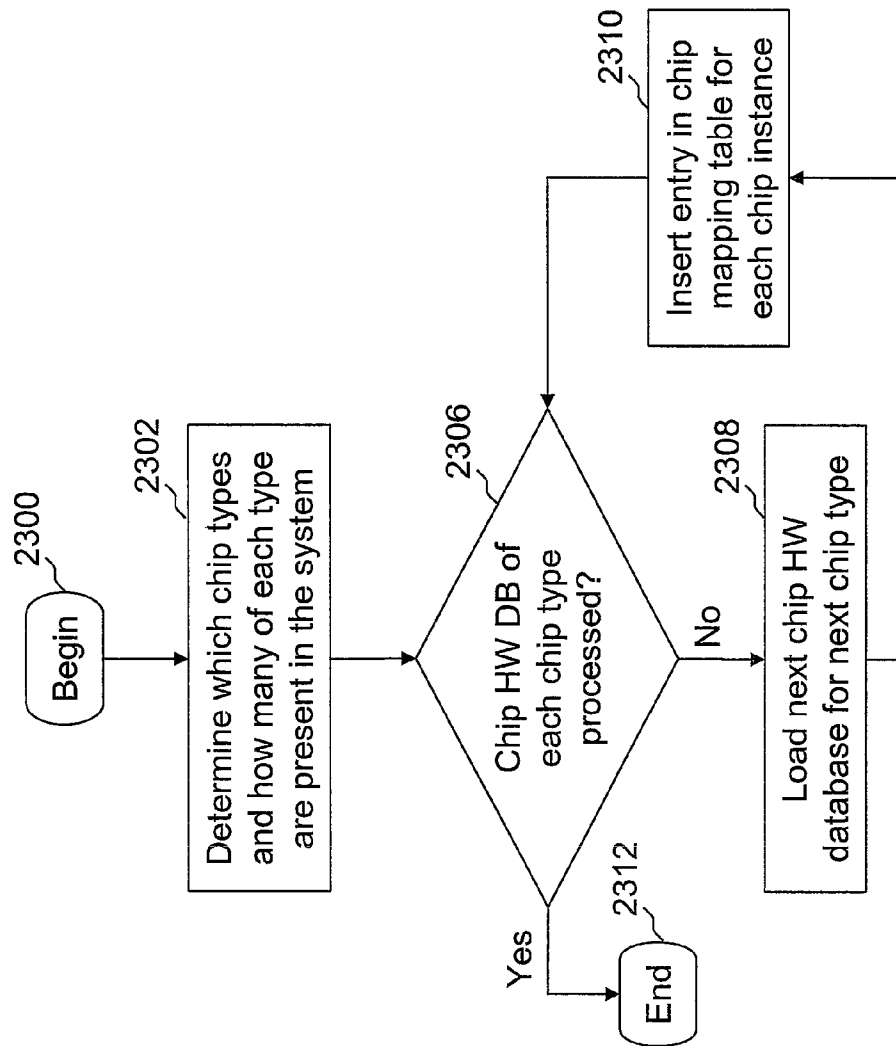 2300
Begin
2302
Determine which chip types
and how many of each type
are present in the system
2306
Chip HW DB of
each chip type
processed?
Yes
No
2312
End
2308
Load next chip HW
database for next chip type
2310
Insert entry in chip
mapping table for
each chip instance